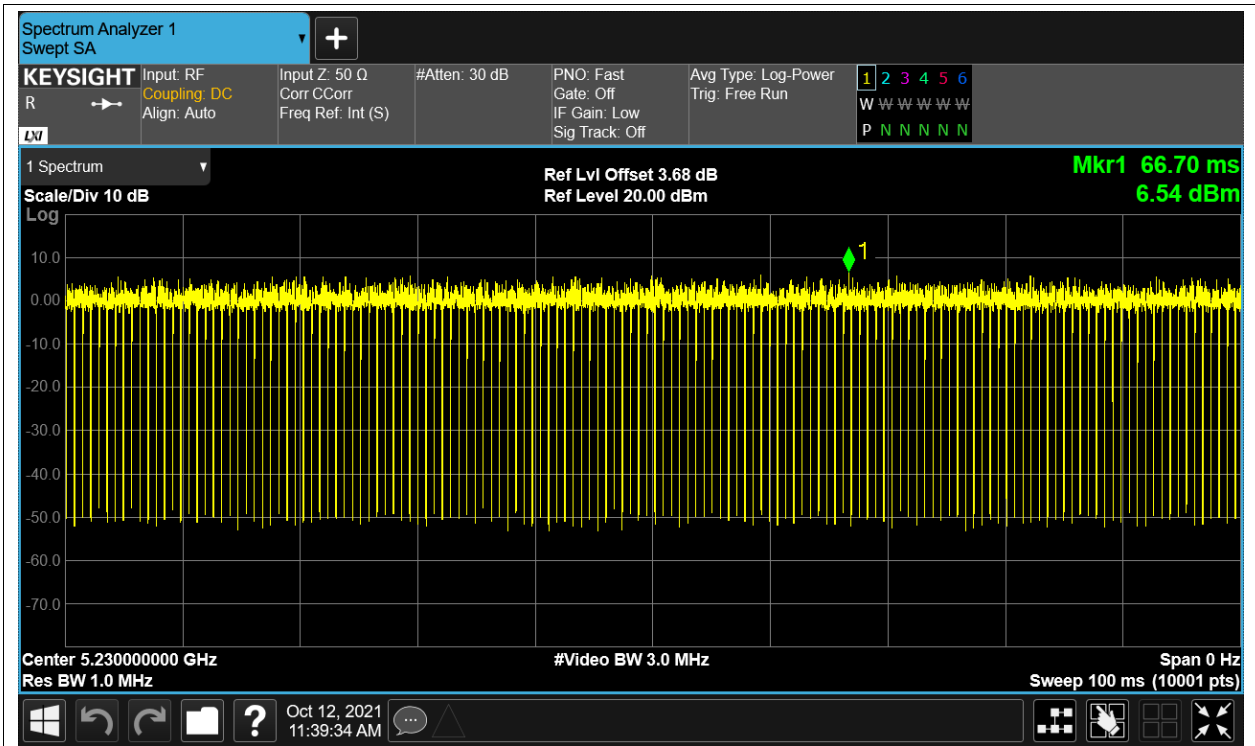 Spectrum Analyzer 1
Swept SA
KEYSIGHT
R
LXI
Input: RF
Coupling: DC
Align: Auto
Input Z: 50 Ω
Corr CCorr
Freq Ref: Int (S)
#Atten: 30 dB
PNO: Fast
Gate: Off
IF Gain: Low
Sig Track: Off
Avg Type: Log-Power
Trig: Free Run
1 2 3 4 5 6
W W W W W W
P N N N N N
1 Spectrum
Scale/Div 10 dB
Log
Ref Lvl Offset 3.68 dB
Ref Level 20.00 dBm
Mkr1 66.70 ms
6.54 dBm
1
10.0
0.00
-10.0
-20.0
-30.0
-40.0
-50.0
-60.0
-70.0
Center 5.230000000 GHz
Res BW 1.0 MHz
#Video BW 3.0 MHz
Span 0 Hz
Sweep 100 ms (10001 pts)
?
Oct 12, 2021
11:39:34 AM